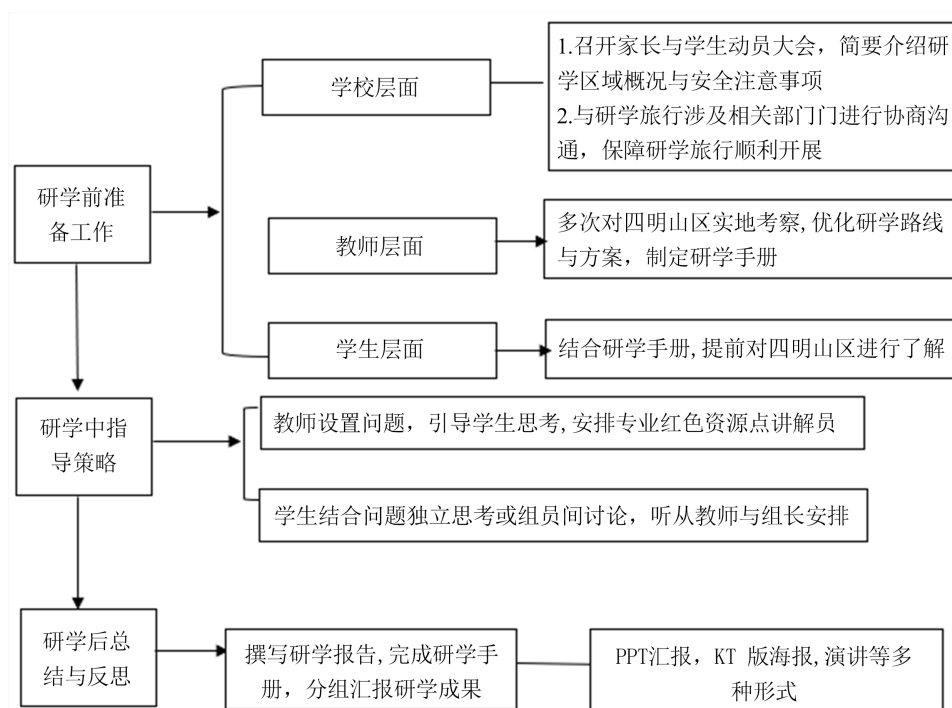 学校层面
1.召开家长与学生动员大会，简要介绍研
学区域概况与安全注意事项
2.与研学旅行涉及相关部门门进行协商沟
通，保障研学旅行顺利开展
研学前准
备工作
教师层面
多次对四明山区实地考察,优化研学路线
与方案，制定研学手册
学生层面
结合研学手册,提前对四明山区进行了解
研学中指
导策略
教师设置问题，引导学生思考,安排专业红色资源点讲解员
学生结合问题独立思考或组员间讨论，听从教师与组长安排
研学后总
结与反思
撰写研学报告,完成研学手
册，分组汇报研学成果
PPT汇报，KT 版海报,演讲等多
种形式